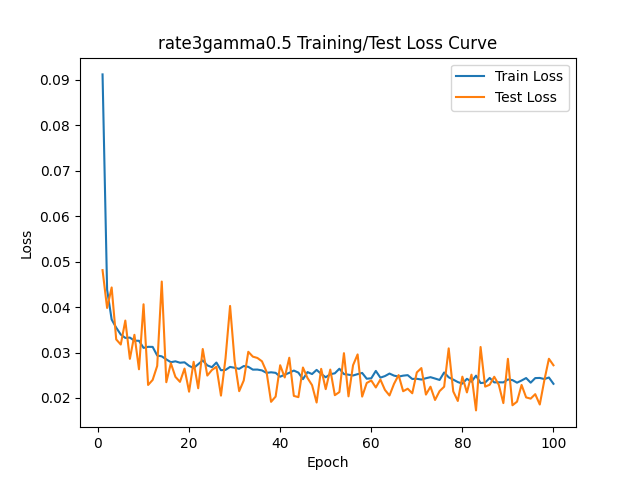 rate3gamma0.5 Training/Test Loss Curve
Train Loss
Test Loss
0.09
0.08
0.07
0.06
0.05
0.04
0.03
0.02
Loss
0 20 40 60 80 100
Epoch